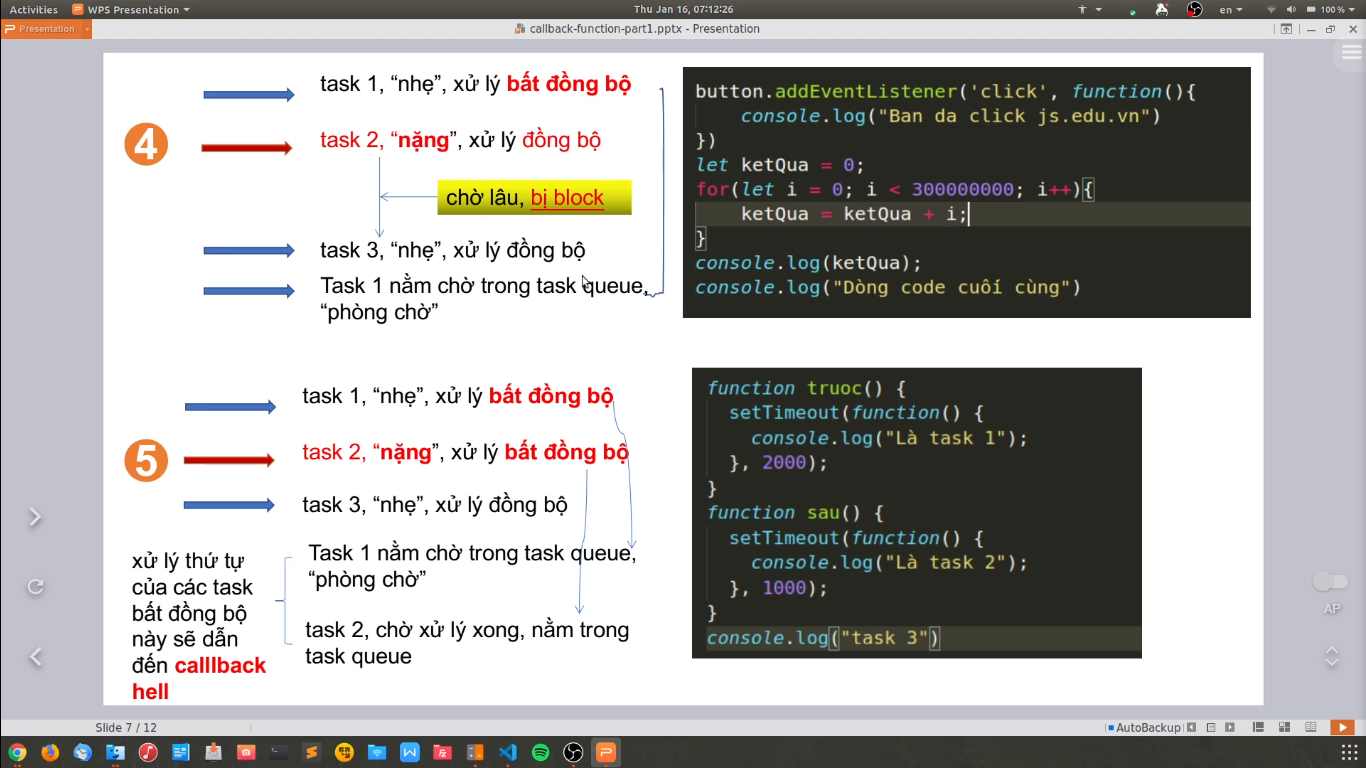 Activities WPS Presentation Thu Jan 16, 07:12:26 en 100 %
Presentation callback-function-part1.pptx - Presentation
4
task 1, “nhẹ”, xử lý bất đồng bộ
task 2, “nặng”, xử lý đồng bộ
chờ lâu, bị block
task 3, “nhẹ”, xử lý đồng bộ
Task 1 nằm chờ trong task queue,
“phòng chờ”
button.addEventListener('click', function(){
console.log("Ban da click js.edu.vn")
})
let ketQua = 0;
for(let i = 0; i < 300000000; i++){
ketQua = ketQua + i;
}
console.log(ketQua);
console.log("Dòng code cuối cùng")
5
task 1, “nhẹ”, xử lý bất đồng bộ
task 2, “nặng”, xử lý bất đồng bộ
task 3, “nhẹ”, xử lý đồng bộ
Task 1 nằm chờ trong task queue,
“phòng chờ”
task 2, chờ xử lý xong, nằm trong
task queue
xử lý thứ tự
của các task
bất đồng bộ
này sẽ dẫn
đến calllback
hell
function truoc() {
setTimeout(function() {
console.log("Là task 1");
}, 2000);
}
function sau() {
setTimeout(function() {
console.log("Là task 2");
}, 1000);
}
console.log("task 3")
AP
Slide 7 / 12 AutoBackup